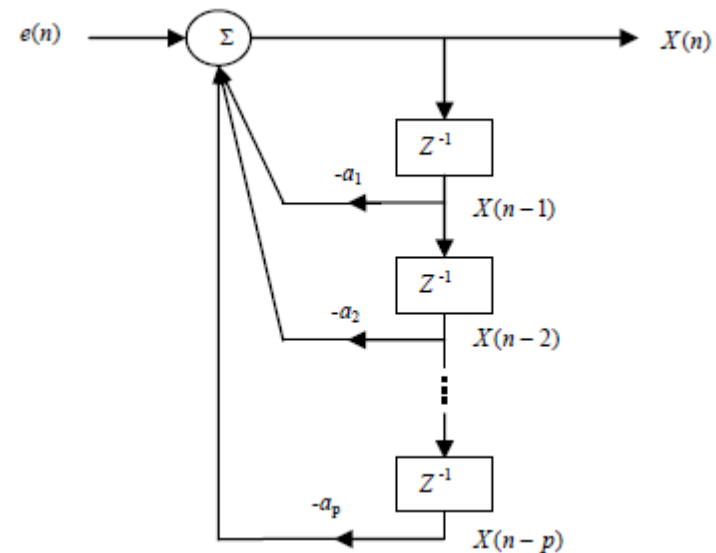 e(n) Σ X(n)
Z⁻¹
-a₁
X(n−1)
Z⁻¹
-a₂
X(n−2)
Z⁻¹
-aₚ
X(n−p)